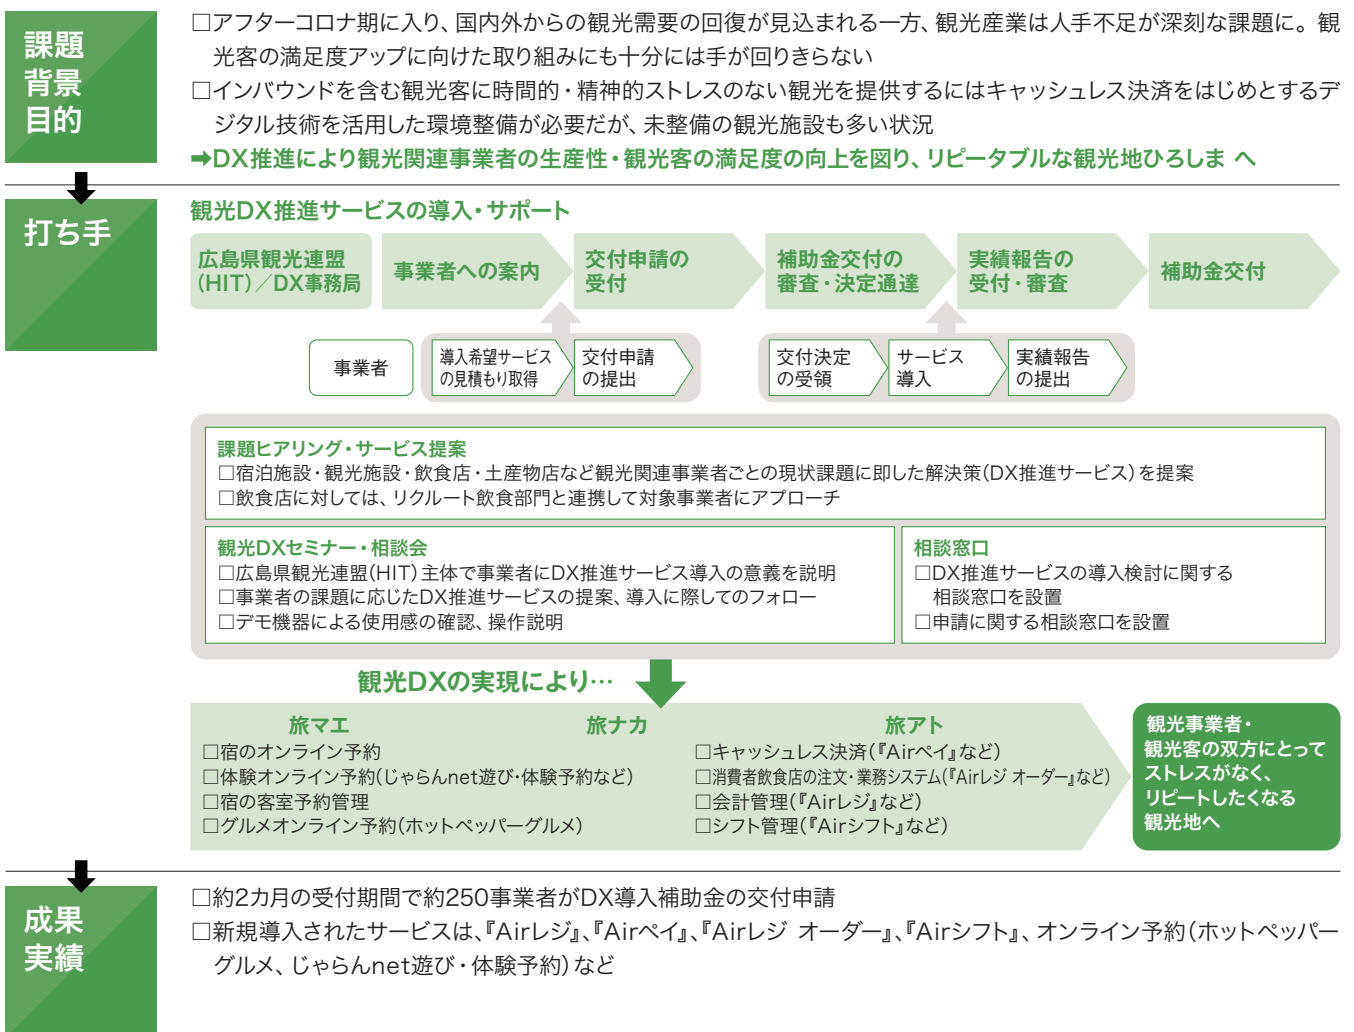 課題
背景
目的
□アフターコロナ期に入り、国内外からの観光需要の回復が見込まれる一方、観光産業は人手不足が深刻な課題に。観
光客の満足度アップに向けた取り組みにも十分には手が回りきらない
□インバウンドを含む観光客に時間的・精神的ストレスのない観光を提供するにはキャッシュレス決済をはじめとするデ
ジタル技術を活用した環境整備が必要だが、未整備の観光施設も多い状況
➡DX推進により観光関連事業者の生産性・観光客の満足度の向上を図り、リピータブルな観光地ひろしま へ
打ち手
観光DX推進サービスの導入・サポート
広島県観光連盟
(HIT)／DX事務局
事業者への案内
交付申請の
受付
補助金交付の
審査・決定通達
実績報告の
受付・審査
補助金交付
事業者
導入希望サービス
の見積もり取得
交付申請
の提出
交付決定
の受領
サービス
導入
実績報告
の提出
課題ヒアリング・サービス提案
□宿泊施設・観光施設・飲食店・土産物店など観光関連事業者ごとの現状課題に即した解決策(DX推進サービス)を提案
□飲食店に対しては、リクルート飲食部門と連携して対象事業者にアプローチ
観光DXセミナー・相談会
□広島県観光連盟(HIT)主体で事業者にDX推進サービス導入の意義を説明
□事業者の課題に応じたDX推進サービスの提案、導入に際してのフォロー
□デモ機器による使用感の確認、操作説明
相談窓口
□DX推進サービスの導入検討に関する
相談窓口を設置
□申請に関する相談窓口を設置
観光DXの実現により…
旅マエ
旅ナカ
旅アト
□宿のオンライン予約
□体験オンライン予約(じゃらんnet遊び・体験予約など)
□宿の客室予約管理
□グルメオンライン予約(ホットペッパーグルメ)
□キャッシュレス決済(『Airペイ』など)
□消費者飲食店の注文・業務システム(『Airレジ オーダー』など)
□会計管理(『Airレジ』など)
□シフト管理(『Airシフト』など)
観光事業者・
観光客の双方にとって
ストレスがなく、
リピートしたくなる
観光地へ
成果
実績
□約2カ月の受付期間で約250事業者がDX導入補助金の交付申請
□新規導入されたサービスは、『Airレジ』、『Airペイ』、『Airレジ オーダー』、『Airシフト』、オンライン予約(ホットペッパー
グルメ、じゃらんnet遊び・体験予約)など